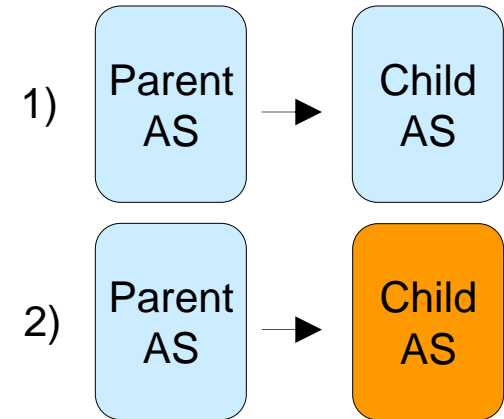 1)
Parent
AS
Child
AS
2)
Parent
AS
Child
AS